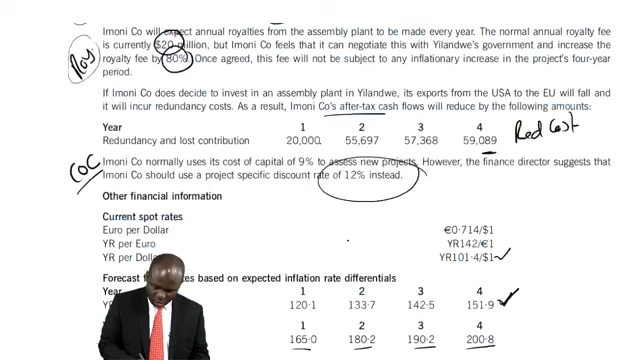 Imoni Co will expect annual royalties from the assembly plant to be made every year. The normal annual royalty fee
is currently $20 million, but Imoni Co feels that it can negotiate this with Yilandwe's government and increase the
royalty fee by 80%. Once agreed, this fee will not be subject to any inflationary increase in the project's four-year
period.
Roy
If Imoni Co does decide to invest in an assembly plant in Yilandwe, its exports from the USA to the EU will fall and
it will incur redundancy costs. As a result, Imoni Co's after-tax cash flows will reduce by the following amounts:
Year 1 2 3 4
Redundancy and lost contribution 20,000 55,697 57,368 59,089
Red Cost
COC
Imoni Co normally uses its cost of capital of 9% to assess new projects. However, the finance director suggests that
Imoni Co should use a project specific discount rate of 12% instead.
Other financial information
Current spot rates
Euro per Dollar €0·714/$1
YR per Euro YR142/€1
YR per Dollar YR101·4/$1
Forecast rates based on expected inflation rate differentials
Year 1 2 3 4
YR 120·1 133·7 142·5 151·9
1 2 3 4
165·0 180·2 190·2 200·8